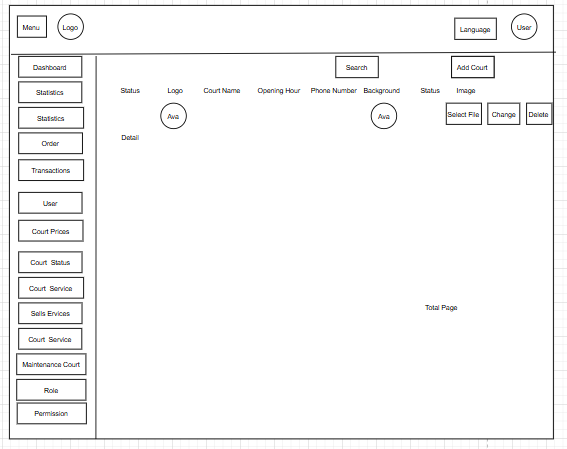 Menu
Logo
Language
User
Dashboard
Search
Add Court
Statistics
Status
Logo
Court Name
Opening Hour
Phone Number
Background
Status
Image
Statistics
Ava
Ava
Select File
Change
Delete
Order
Detail
Transactions
User
Court Prices
Court Status
Court Service
Sells Ervices
Total Page
Court Service
Maintenance Court
Role
Permission